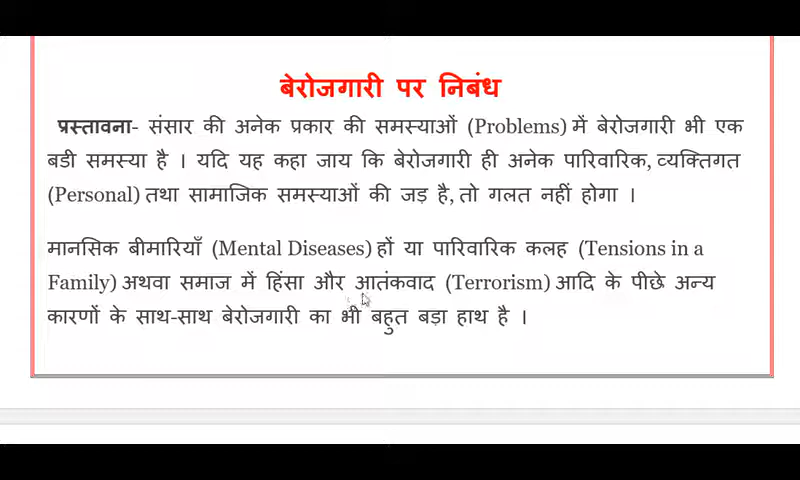 बेरोजगारी पर निबंध
प्रस्तावना- संसार की अनेक प्रकार की समस्याओं (Problems) में बेरोजगारी भी एक
बडी समस्या है । यदि यह कहा जाय कि बेरोजगारी ही अनेक पारिवारिक, व्यक्तिगत
(Personal) तथा सामाजिक समस्याओं की जड़ है, तो गलत नहीं होगा ।
मानसिक बीमारियाँ (Mental Diseases) हों या पारिवारिक कलह (Tensions in a
Family) अथवा समाज में हिंसा और आतंकवाद (Terrorism) आदि के पीछे अन्य
कारणों के साथ-साथ बेरोजगारी का भी बहुत बड़ा हाथ है ।